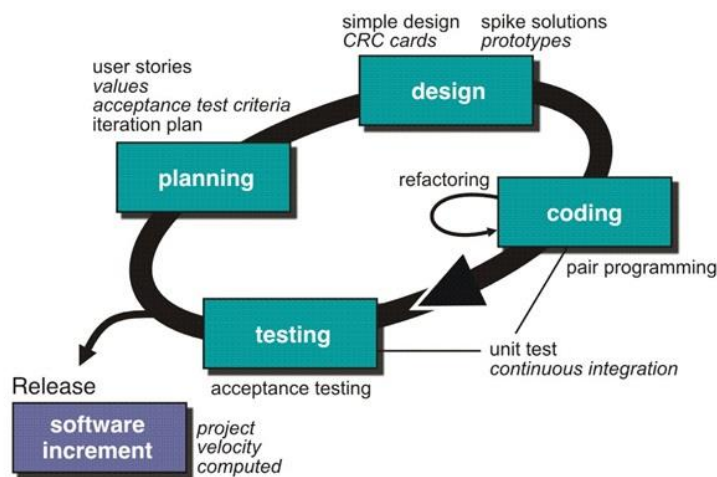 simple design
CRC cards
spike solutions
prototypes
design
user stories
values
acceptance test criteria
iteration plan
planning
refactoring
coding
pair programming
testing
acceptance testing
unit test
continuous integration
Release
software
increment
project
velocity
computed